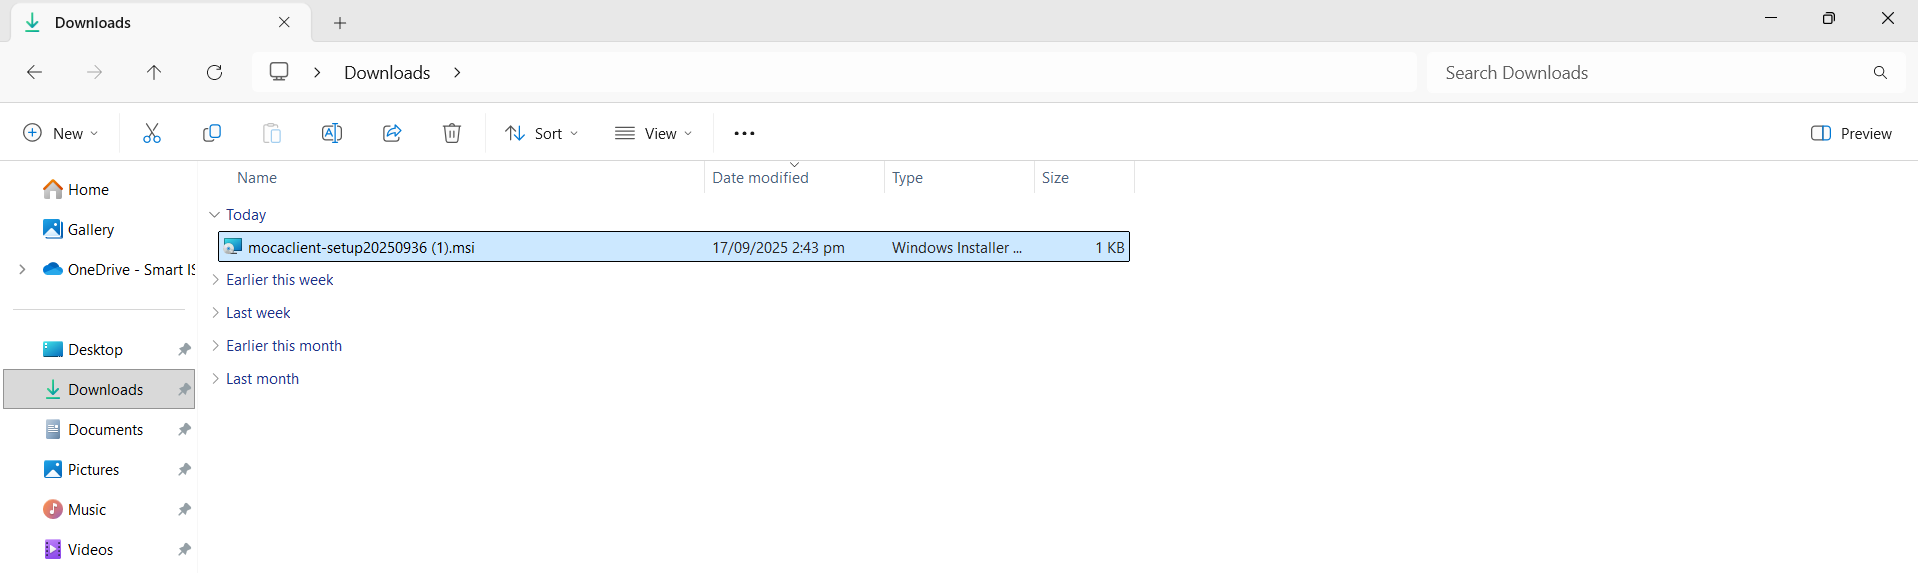 Downloads
Downloads
Search Downloads
New
Sort
View
Preview
Home
Gallery
OneDrive - Smart IS
Desktop
Downloads
Documents
Pictures
Music
Videos
Name Date modified Type Size
Today
mocaclient-setup20250936 (1).msi 17/09/2025 2:43 pm Windows Installer ... 1 KB
Earlier this week
Last week
Earlier this month
Last month